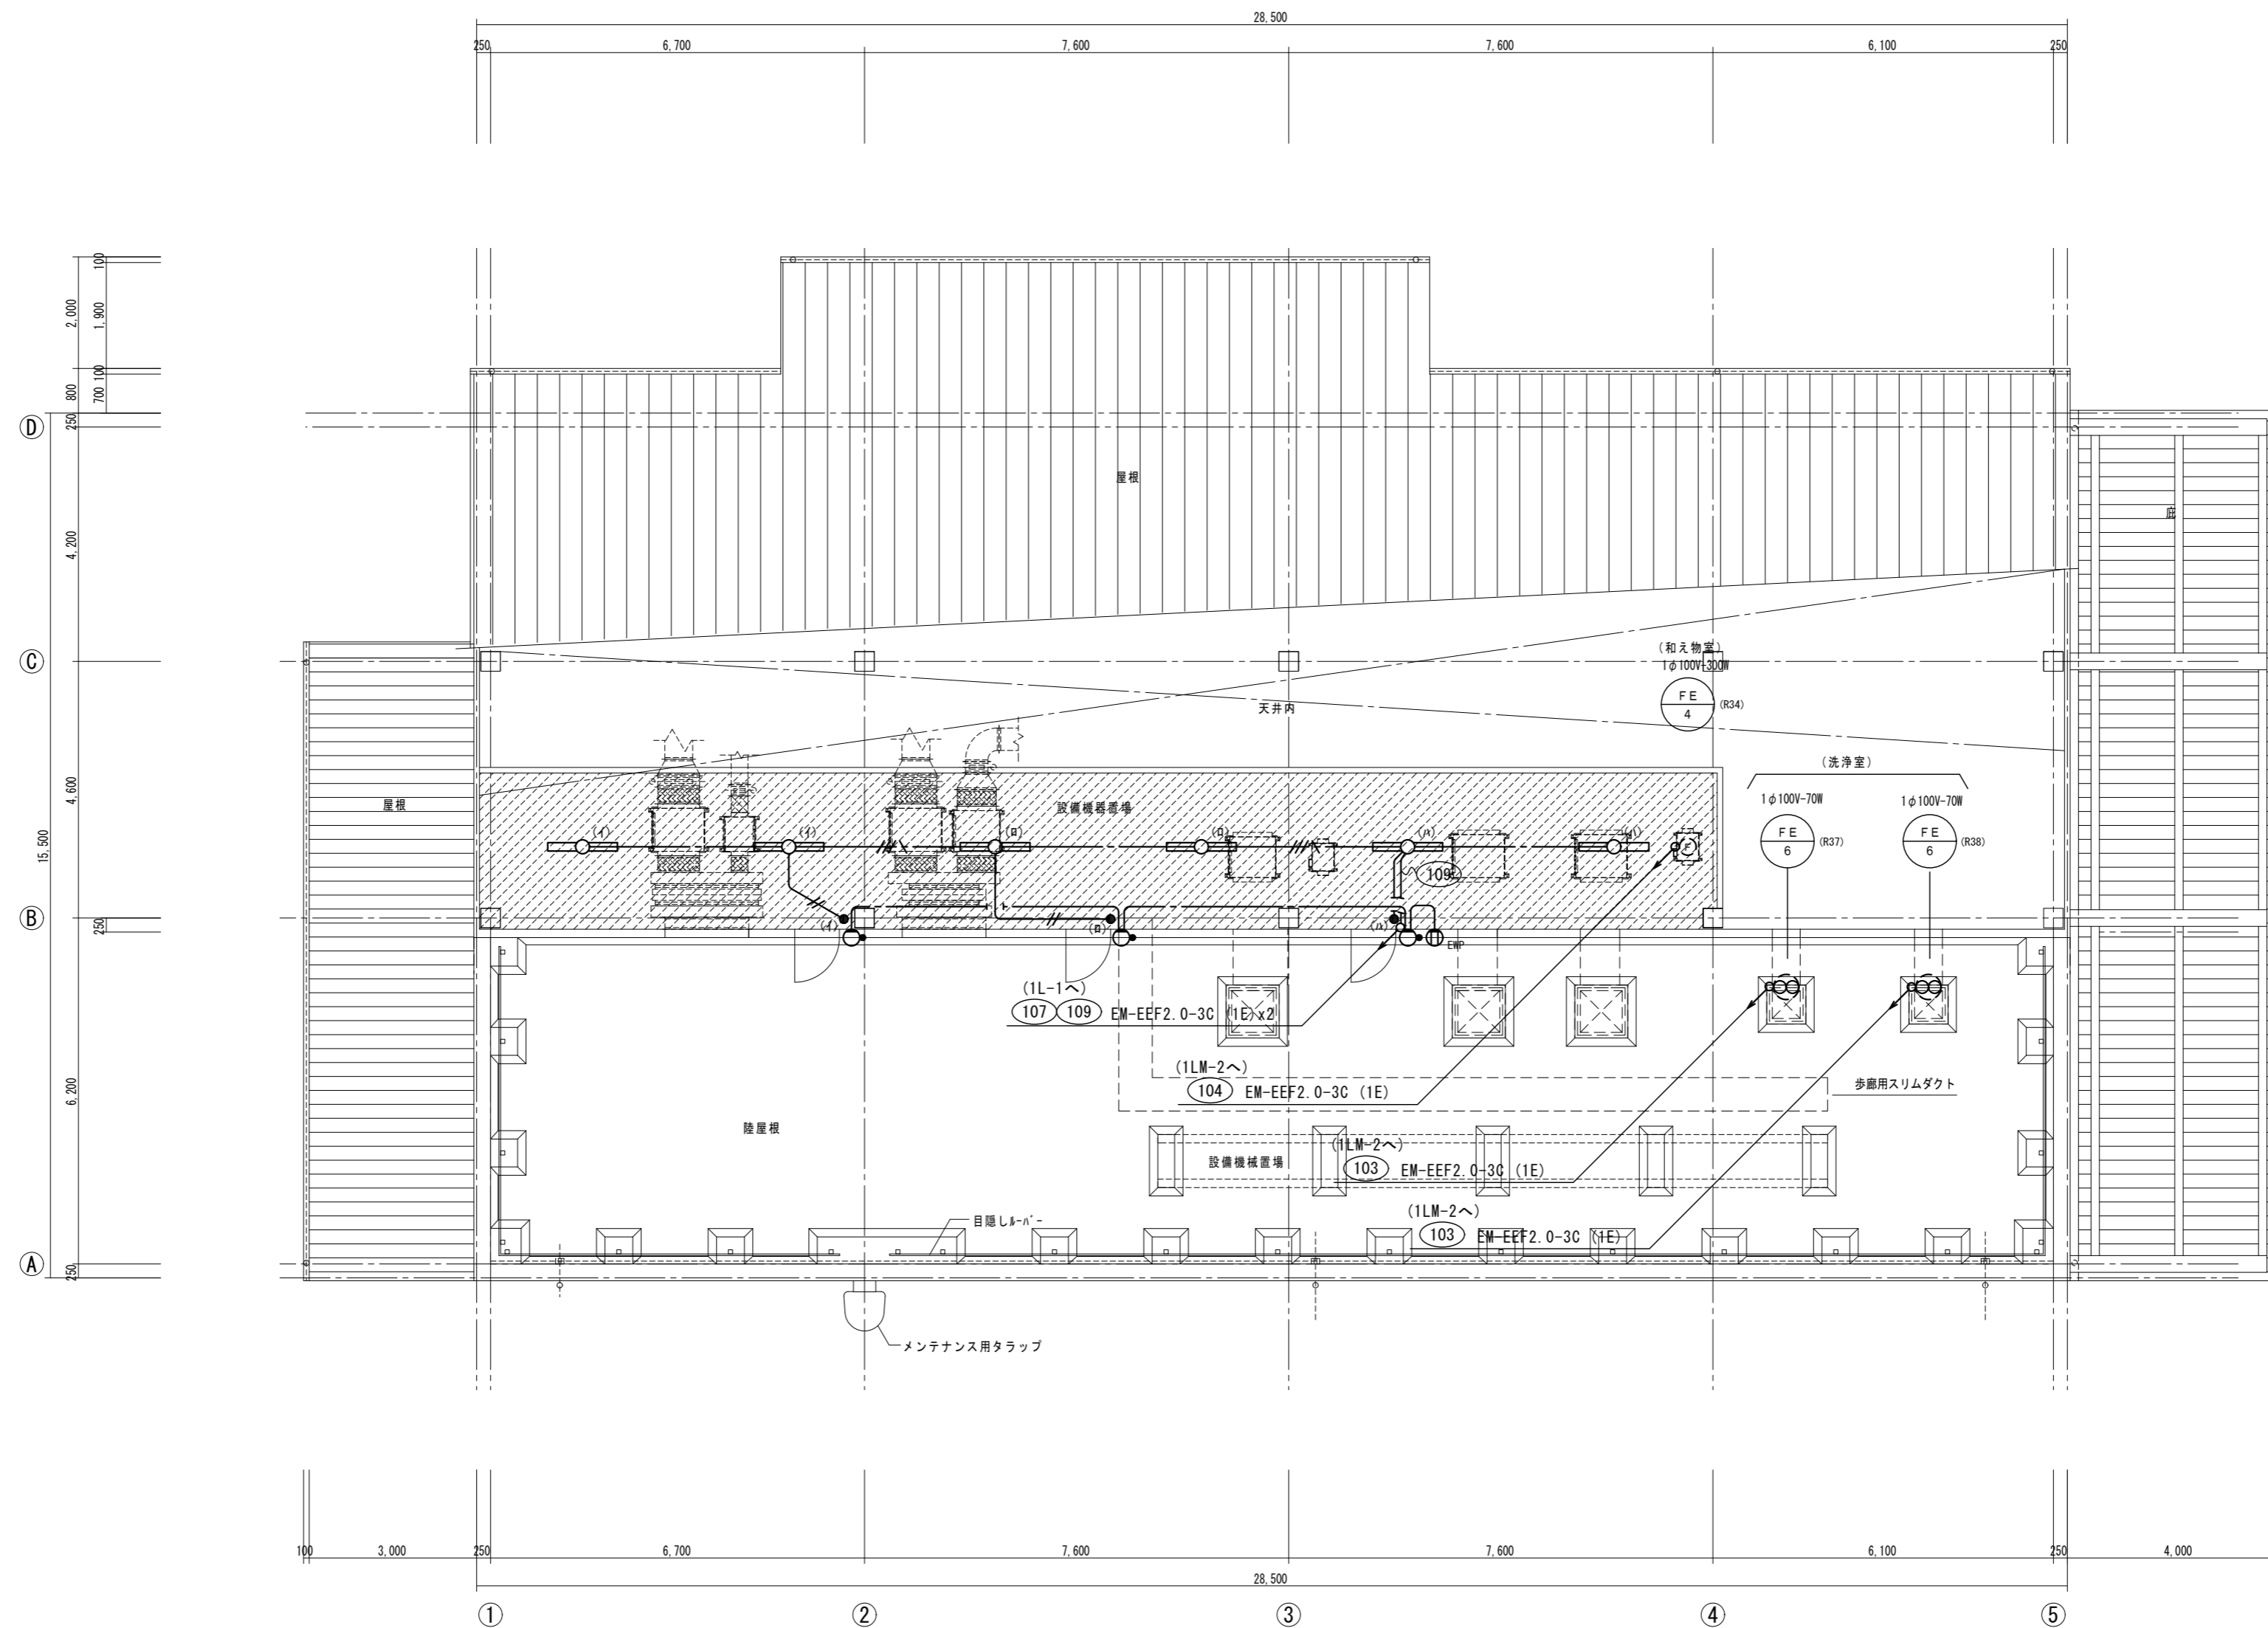 28,500
250
6,700
7,600
7,600
6,100
250
100
2,000
1,900
100
800
700
250
D
屋根
庇
4,200
C
(和え物室)
1φ100V-300W
FE
4
(R34)
天井内
(洗浄室)
1φ100V-70W
1φ100V-70W
FE
6
(R37)
FE
6
(R38)
4,600
15,500
屋根
設備機器置場
(イ)
(イ)
(ロ)
(ロ)
(ハ)
(ハ)
F
109
B
250
(イ)
(ロ)
(ハ)
EWP
(1L-1へ)
107
109
EM-EEF2.0-3C (1E)x2
(1LM-2へ)
104
EM-EEF2.0-3C (1E)
歩廊用スリムダクト
6,200
陸屋根
設備機械置場
(1LM-2へ)
103
EM-EEF2.0-3C (1E)
(1LM-2へ)
103
EM-EEF2.0-3C (1E)
目隠しルーバー
A
250
メンテナンス用タラップ
100
3,000
250
6,700
7,600
7,600
6,100
250
4,000
28,500
1
2
3
4
5